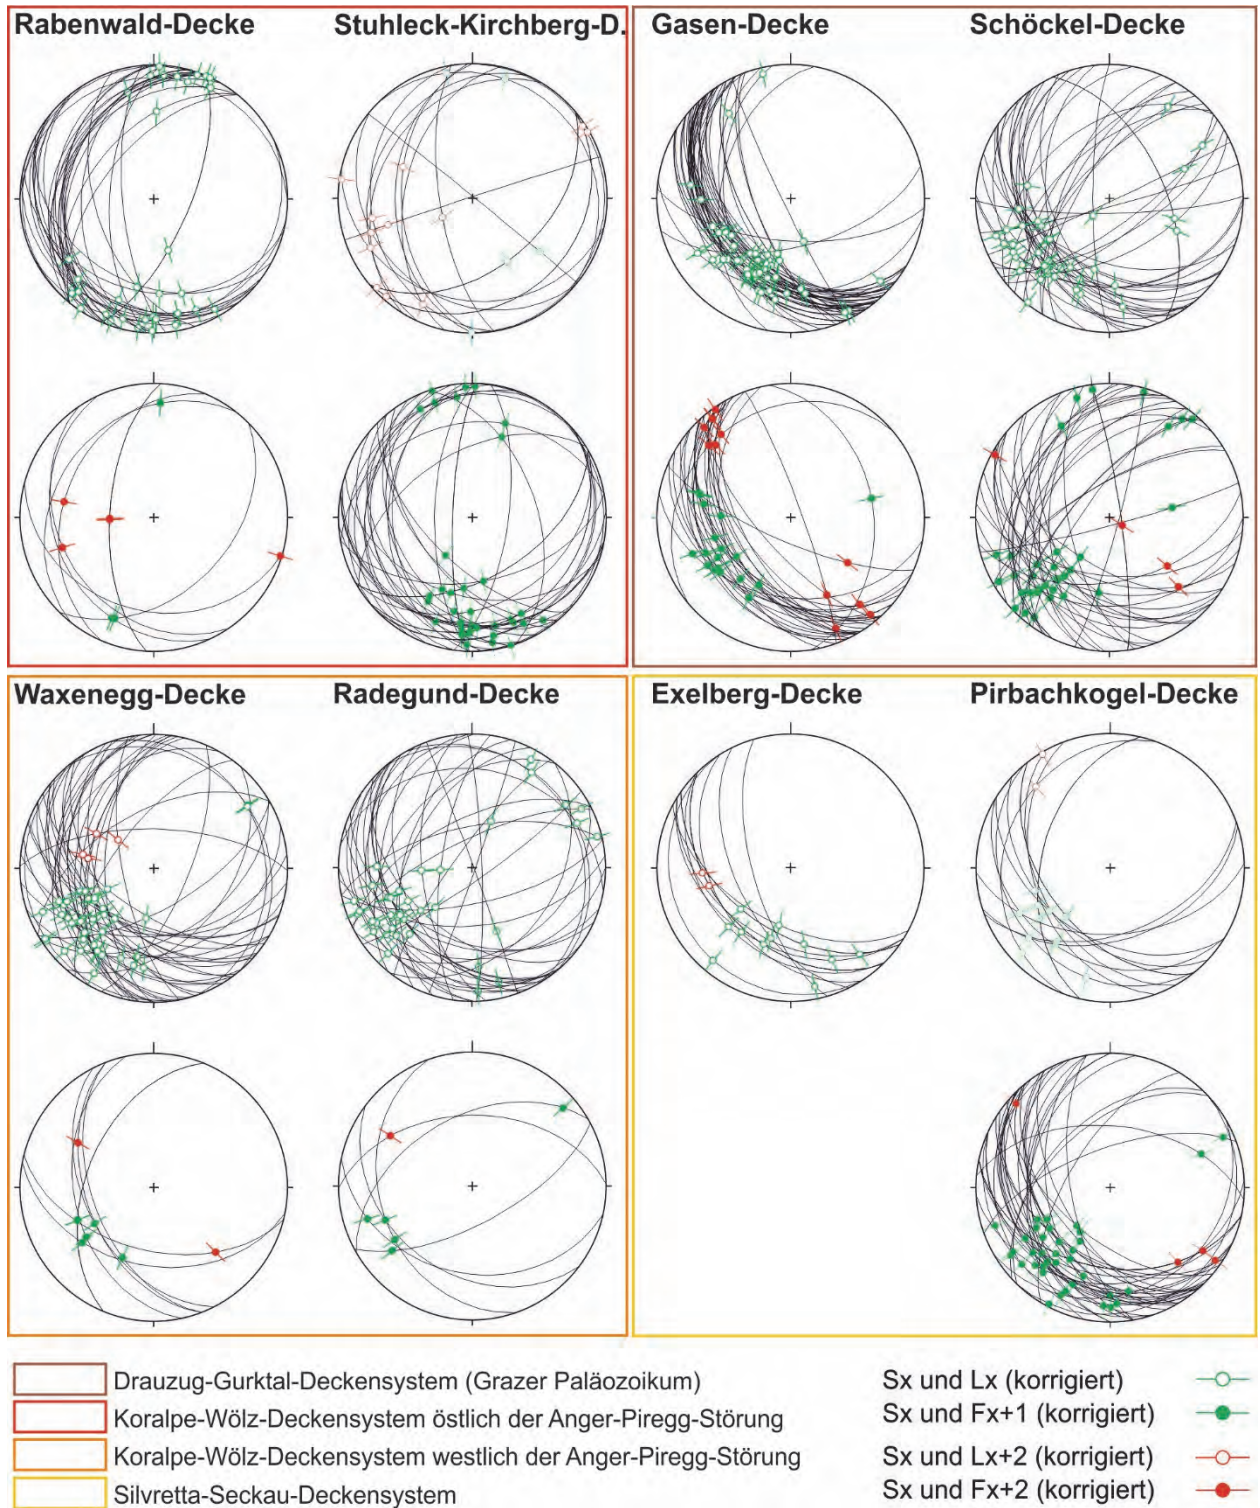 Rabenwald-Decke
Stuhleck-Kirchberg-D.
Gasen-Decke
Schöckel-Decke
Waxenegg-Decke
Radegund-Decke
Exelberg-Decke
Pirbachkogel-Decke
Drauzug-Gurktal-Deckensystem (Grazer Paläozoikum)
Koralpe-Wölz-Deckensystem östlich der Anger-Piregg-Störung
Koralpe-Wölz-Deckensystem westlich der Anger-Piregg-Störung
Silvretta-Seckau-Deckensystem
Sx und Lx (korrigiert)
Sx und Fx+1 (korrigiert)
Sx und Lx+2 (korrigiert)
Sx und Fx+2 (korrigiert)